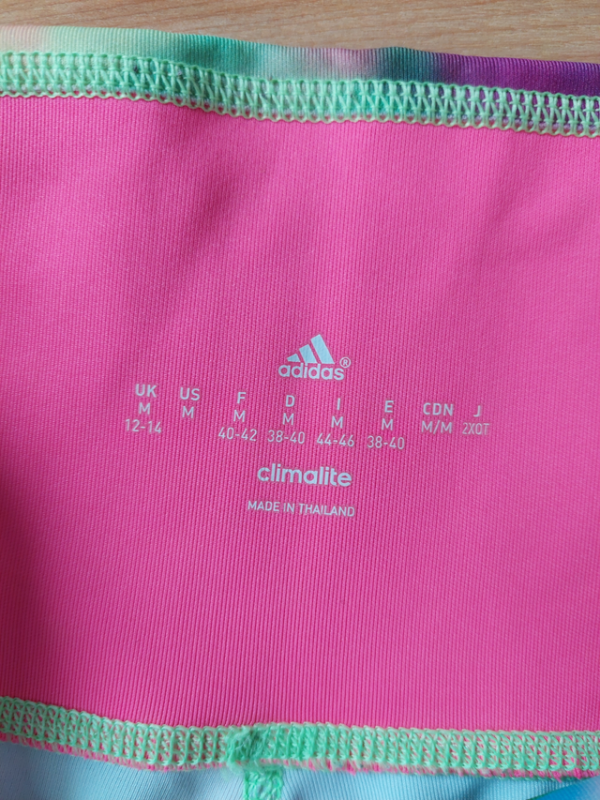 adidas®
UK US F D I E CDN J
M M M M M M M/M 2XOT
12-14 40-42 38-40 44-46 38-40
climalite
MADE IN THAILAND